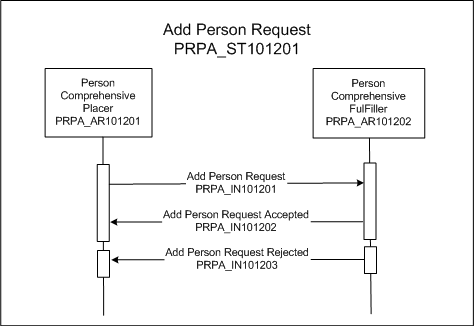 Add Person Request
PRPA_ST101201
Person
Comprehensive
Placer
PRPA_AR101201
Person
Comprehensive
FulFiller
PRPA_AR101202
Add Person Request
PRPA_IN101201
Add Person Request Accepted
PRPA_IN101202
Add Person Request Rejected
PRPA_IN101203